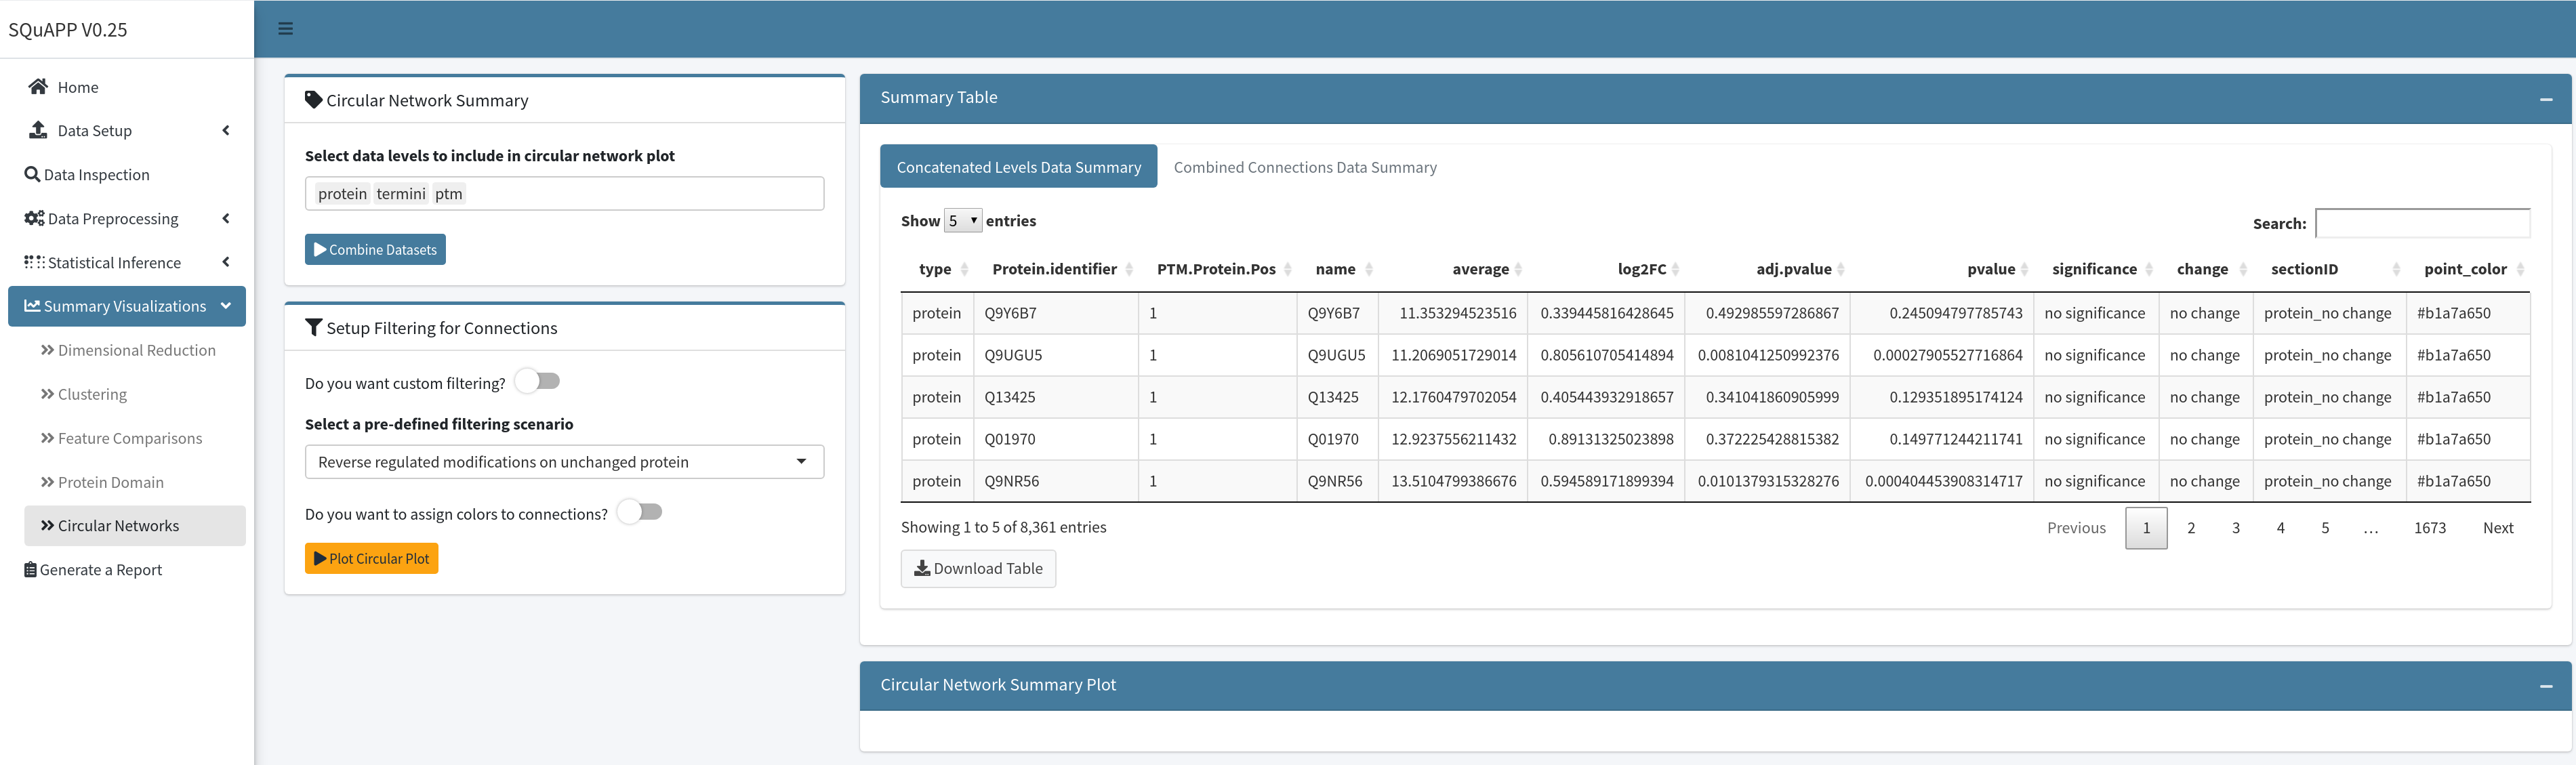 SQuAPP V0.25
Home
Data Setup
Data Inspection
Data Preprocessing
Statistical Inference
Summary Visualizations
Dimensional Reduction
Clustering
Feature Comparisons
Protein Domain
Circular Networks
Generate a Report
Circular Network Summary
Select data levels to include in circular network plot
protein termini ptm
Combine Datasets
Setup Filtering for Connections
Do you want custom filtering?
Select a pre-defined filtering scenario
Reverse regulated modifications on unchanged protein
Do you want to assign colors to connections?
Plot Circular Plot
Summary Table
Concatenated Levels Data Summary Combined Connections Data Summary
Show 5 entries Search:
type Protein.identifier PTM.Protein.Pos name average log2FC adj.pvalue pvalue significance change sectionID point_color
protein Q9Y6B7 1 Q9Y6B7 11.353294523516 0.339445816428645 0.492985597286867 0.245094797785743 no significance no change protein_no change #b1a7a650
protein Q9UGU5 1 Q9UGU5 11.2069051729014 0.805610705414894 0.0081041250992376 0.00027905527716864 no significance no change protein_no change #b1a7a650
protein Q13425 1 Q13425 12.1760479702054 0.405443932918657 0.341041860905999 0.129351895174124 no significance no change protein_no change #b1a7a650
protein Q01970 1 Q01970 12.9237556211432 0.89131325023898 0.372225428815382 0.149771244211741 no significance no change protein_no change #b1a7a650
protein Q9NR56 1 Q9NR56 13.5104799386676 0.594589171899394 0.0101379315328276 0.000404453908314717 no significance no change protein_no change #b1a7a650
Showing 1 to 5 of 8,361 entries Previous 1 2 3 4 5 … 1673 Next
Download Table
Circular Network Summary Plot